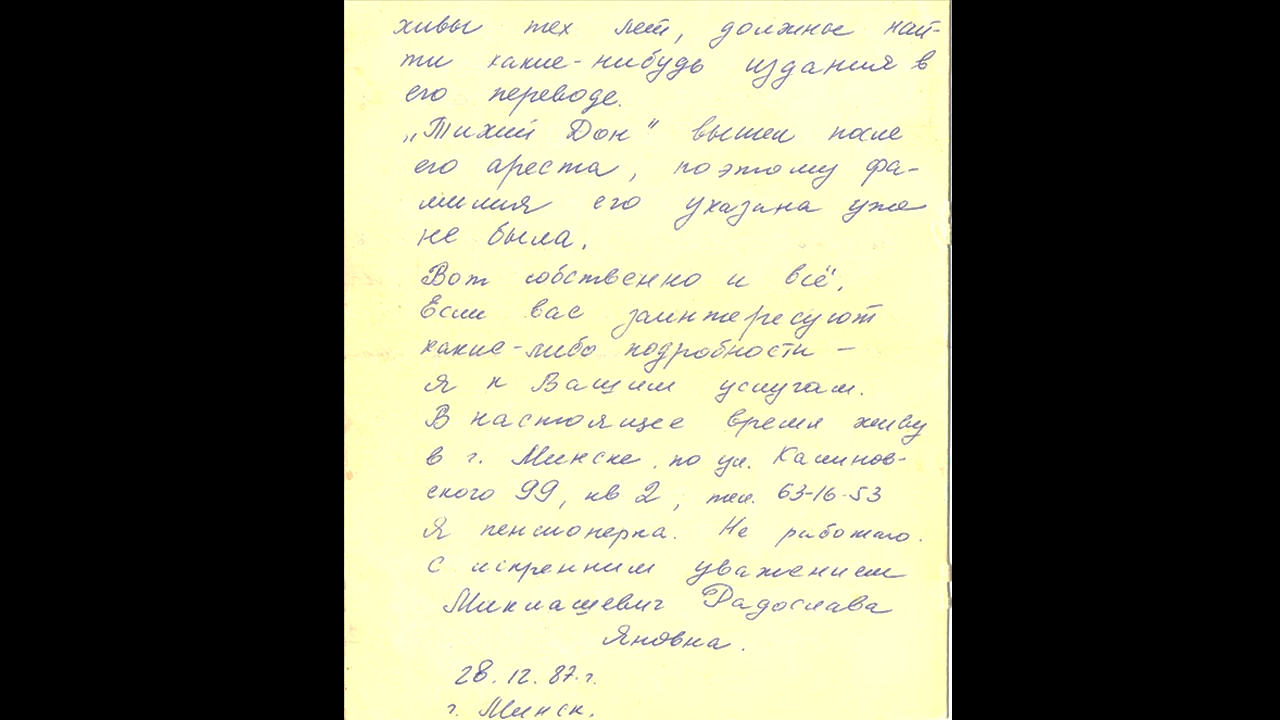 хивы тех лет, должны най-
ти какие-нибудь издания в
его переводе.
„Тихий Дон" вышел после
его ареста, поэтому фа-
милия его указана уже
не была.
Вот собственно и всё.
Если вас заинтересуют
какие-либо подробности –
я к Вашим услугам.
В настоящее время живу
в г. Минске, по ул. Калинов-
ского 99, кв 2, тел. 63-16-53
Я пенсионерка. Не работаю.
С искренним уважением
Миклашевич Радослава
Яновна.
28.12.87 г.
г. Минск.